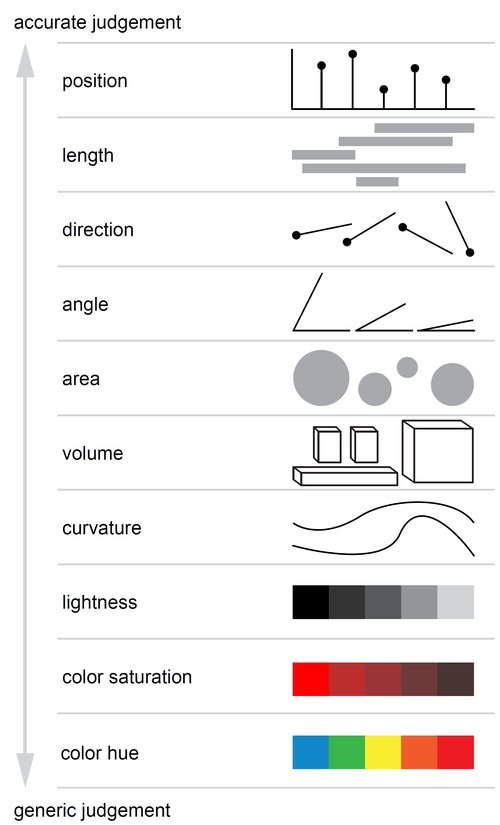 accurate judgement
position
length
direction
angle
area
volume
curvature
lightness
color saturation
color hue
generic judgement